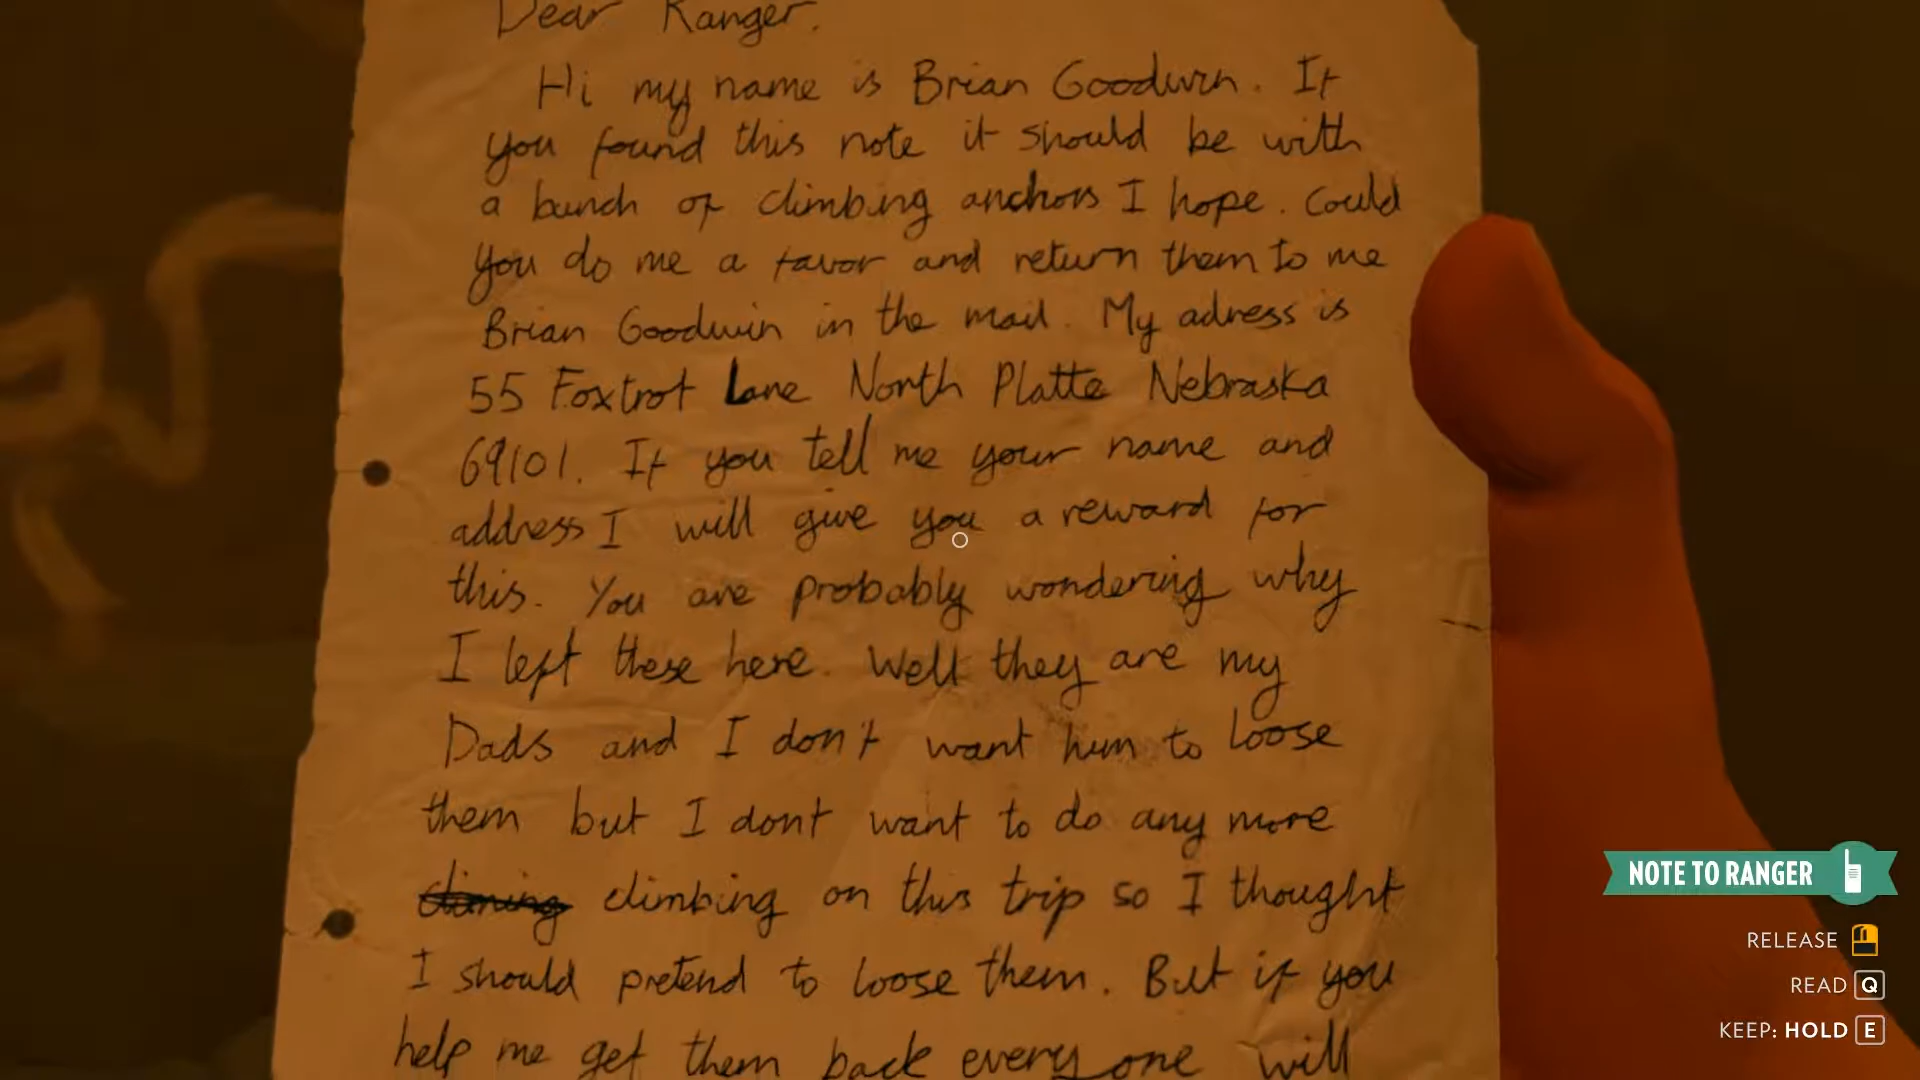 Dear Ranger.
Hi my name is Brian Goodwin. If
you found this note it should be with
a bunch of climbing anchors I hope. Could
you do me a favor and return them to me
Brian Goodwin in the mail. My adress is
55 Foxtrot Lane North Platte Nebraska
69101. If you tell me your name and
address I will give you a reward for
this. You are probably wondering why
I left these here. Well they are my
Dads and I don't want him to loose
them but I dont want to do any more
climing climbing on this trip so I thought
I should pretend to loose them. But if you
help me get them back every one will
NOTE TO RANGER
RELEASE
READ Q
KEEP: HOLD E